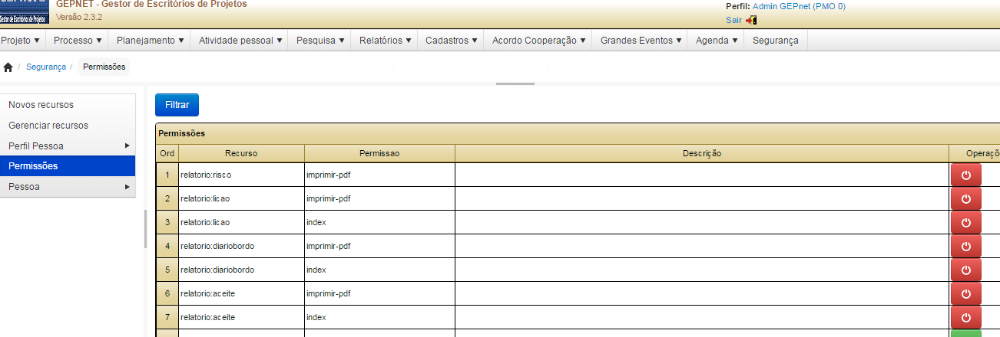 GEPNET - Gestor de Escritórios de Projetos
Gestor de Escritórios de Projetos
Versão 2.3.2
Perfil: Admin GEPnet (PMO 0)
Sair
Projeto Processo Planejamento Atividade pessoal Pesquisa Relatórios Cadastros Acordo Cooperação Grandes Eventos Agenda Segurança
/ Segurança / Permissões
Novos recursos
Gerenciar recursos
Perfil Pessoa
Permissões
Pessoa
Filtrar
Permissões
Ord Recurso Permissao Descrição
1 relatorio:risco imprimir-pdf
2 relatorio:licao imprimir-pdf
3 relatorio:licao index
4 relatorio:diariobordo imprimir-pdf
5 relatorio:diariobordo index
6 relatorio:aceite imprimir-pdf
7 relatorio:aceite index